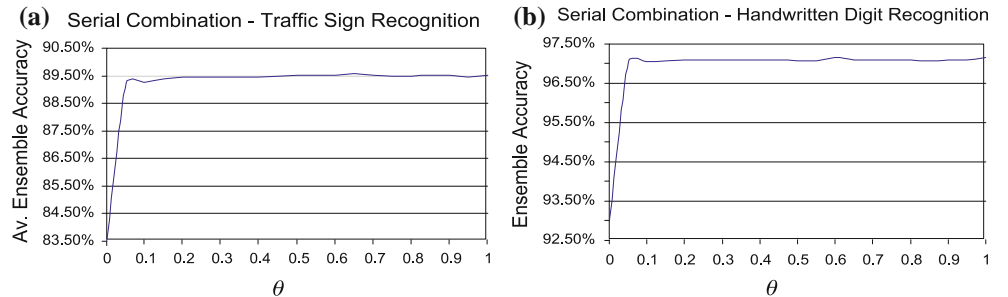 (a) Serial Combination - Traffic Sign Recognition
Av. Ensemble Accuracy
90.50%
89.50%
88.50%
87.50%
86.50%
85.50%
84.50%
83.50%
0 0.1 0.2 0.3 0.4 0.5 0.6 0.7 0.8 0.9 1
θ
(b) Serial Combination - Handwritten Digit Recognition
Ensemble Accuracy
97.50%
96.50%
95.50%
94.50%
93.50%
92.50%
0 0.1 0.2 0.3 0.4 0.5 0.6 0.7 0.8 0.9 1
θ